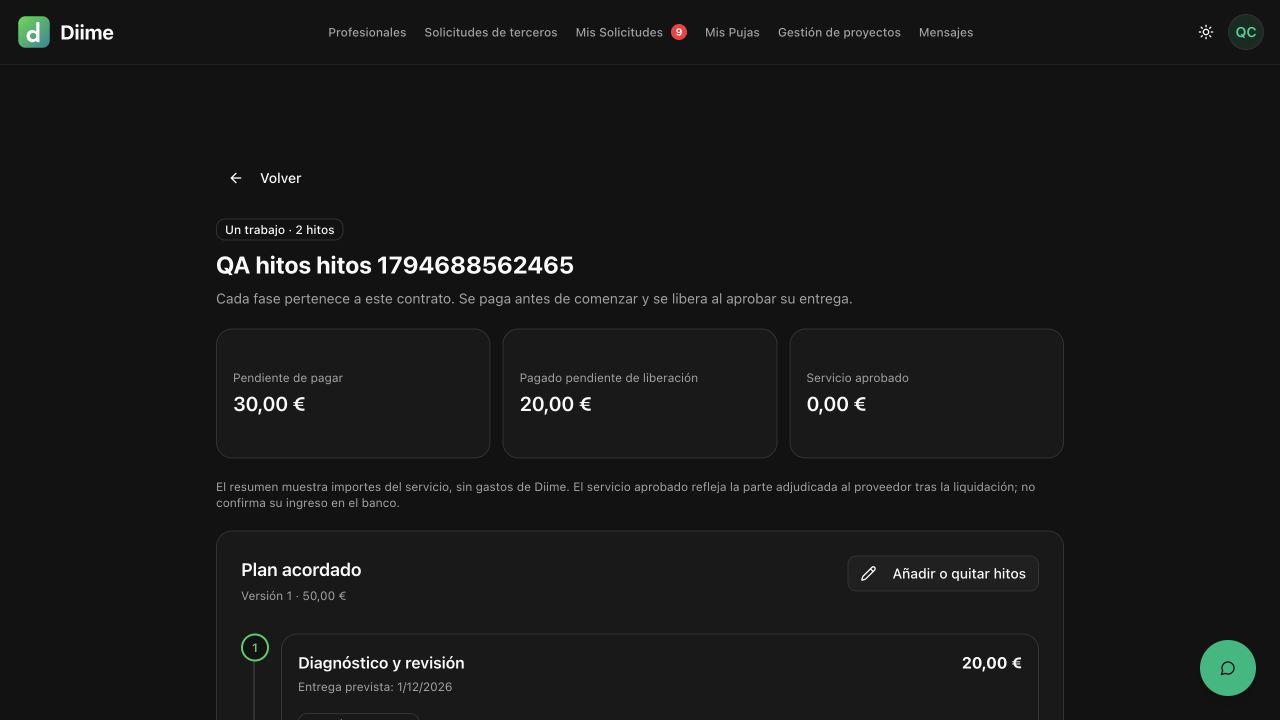 d Diime
Profesionales
Solicitudes de terceros
Mis Solicitudes 9
Mis Pujas
Gestión de proyectos
Mensajes
QC
Volver
Un trabajo · 2 hitos
QA hitos hitos 1794688562465
Cada fase pertenece a este contrato. Se paga antes de comenzar y se libera al aprobar su entrega.
Pendiente de pagar
30,00 €
Pagado pendiente de liberación
20,00 €
Servicio aprobado
0,00 €
El resumen muestra importes del servicio, sin gastos de Diime. El servicio aprobado refleja la parte adjudicada al proveedor tras la liquidación; no
confirma su ingreso en el banco.
Plan acordado
Añadir o quitar hitos
Versión 1 · 50,00 €
1
Diagnóstico y revisión
20,00 €
Entrega prevista: 1/12/2026